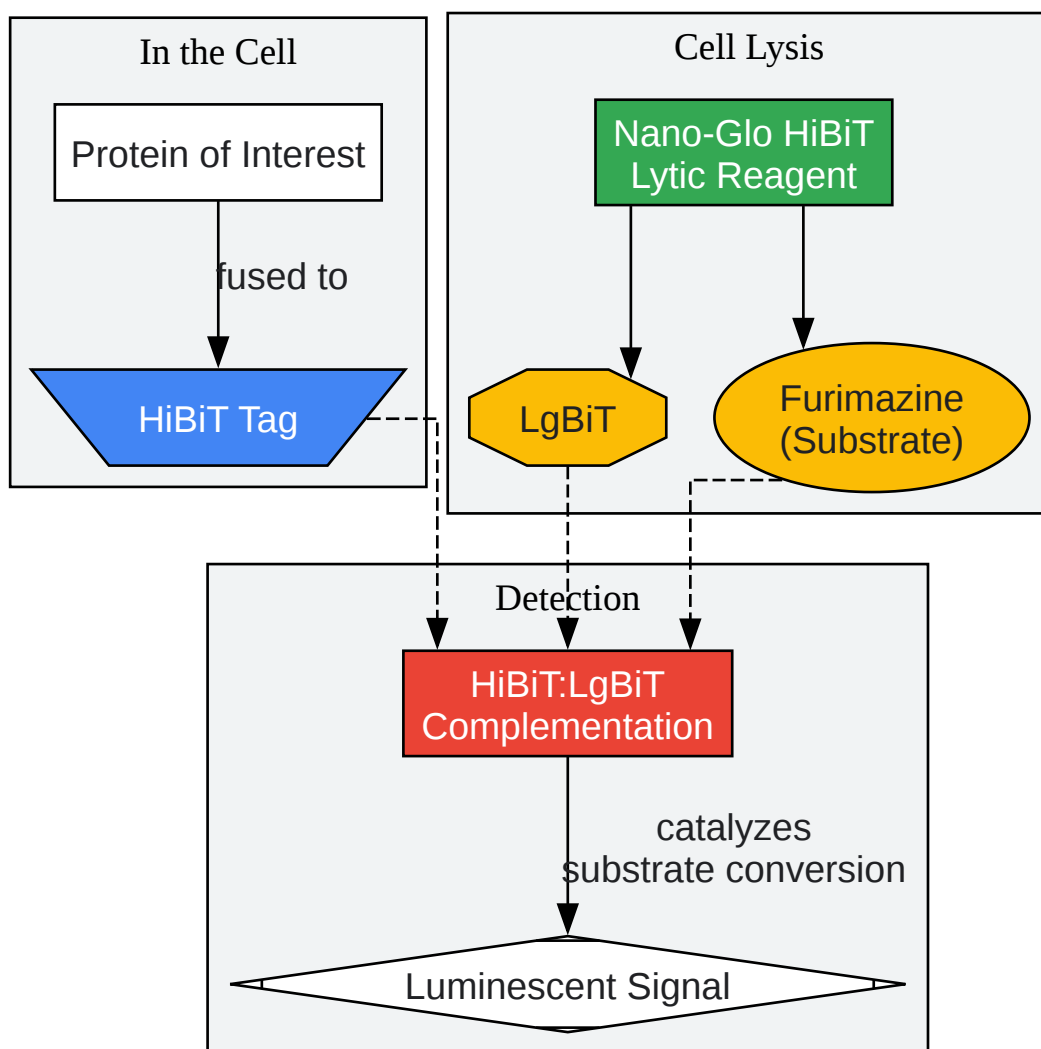 In the Cell
Protein of Interest
fused to
HiBiT Tag
Cell Lysis
Nano-Glo HiBiT
Lytic Reagent
LgBiT
Furimazine
(Substrate)
Detection
HiBiT:LgBiT
Complementation
catalyzes
substrate conversion
Luminescent Signal